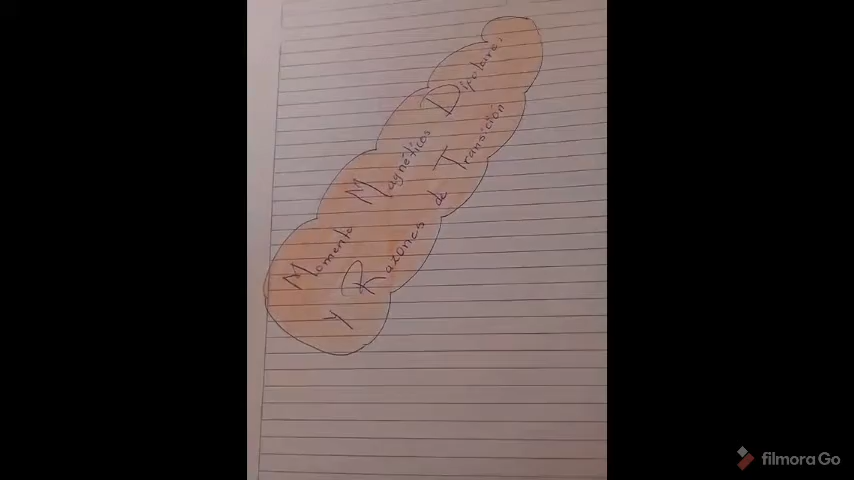 Momento Magnéticos Dipolares
y Razones de Transición
filmora Go